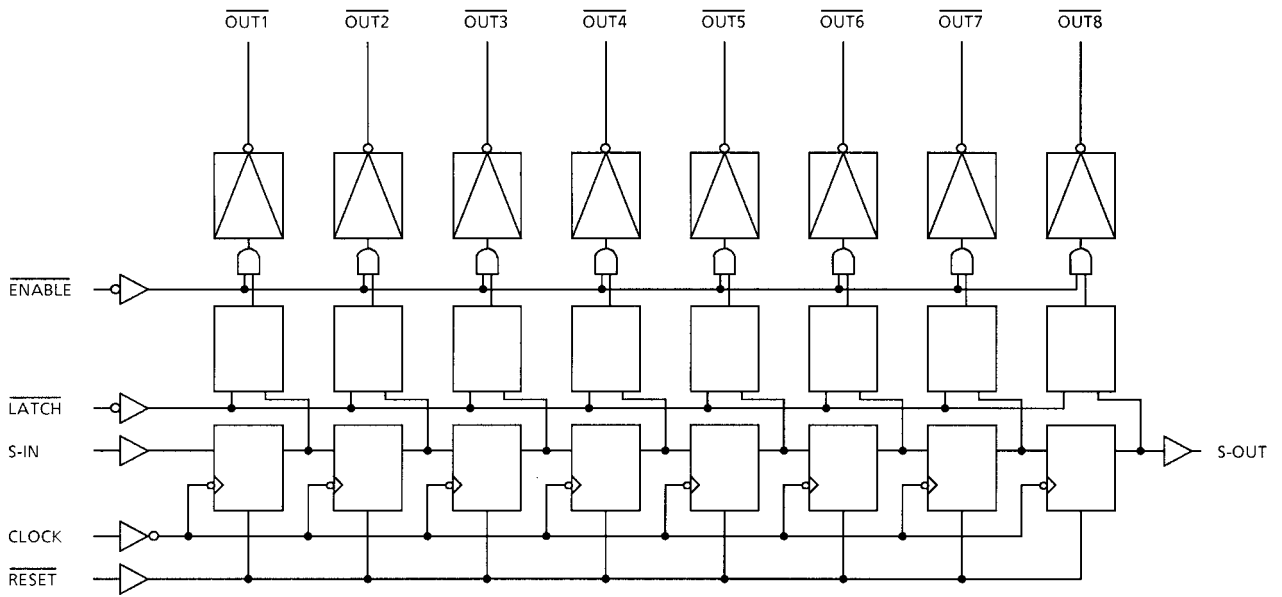 OUT1 OUT2 OUT3 OUT4 OUT5 OUT6 OUT7 OUT8
ENABLE
LATCH
S-IN
S-OUT
CLOCK
RESET